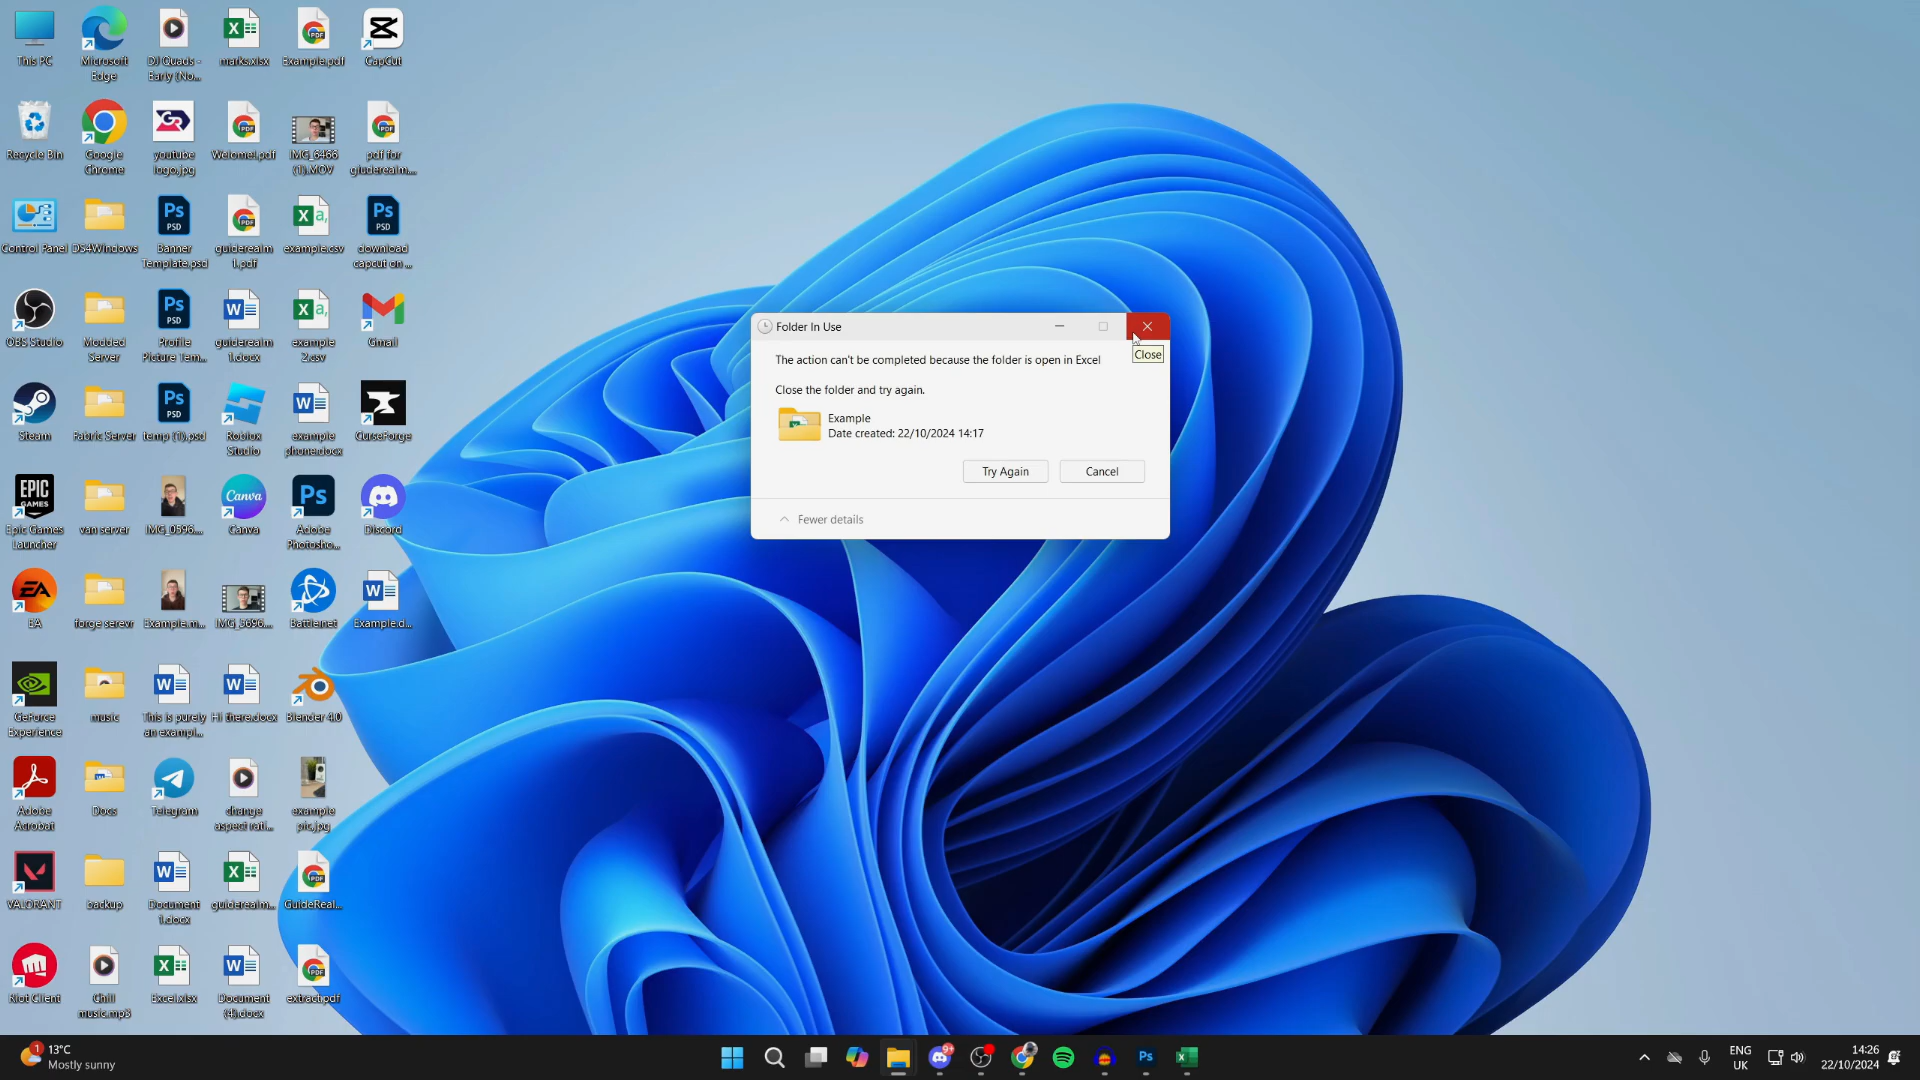 This PC
Microsoft
Edge
DJ Quads -
Early (No...
marks.xlsx
Example.pdf
CapCut
Recycle Bin
Google
Chrome
youtube
logo.jpg
Welome!.pdf
IMG_6466
(1).MOV
pdf for
giuderealm....
Control Panel
DS4Windows
Banner
Template.psd
guiderealm
1.pdf
example.csv
download
capcut on ...
OBS Studio
Modded
Server
Profile
Picture Tem...
guiderealm
1.docx
example
2.csv
Gmail
Steam
Fabric Server
temp (1).psd
Roblox
Studio
example
phone.docx
CurseForge
Epic Games
Launcher
van server
IMG_0596....
Canva
Adobe
Photosho...
Discord
EA
forge serevr
Example.m...
IMG_3696....
Battle.net
Example.d...
GeForce
Experience
music
This is purely
an exampl...
Hi there.docx
Blender 4.0
Adobe
Acrobat
Docs
Telegram
change
aspect rati...
example
pic.jpg
VALORANT
backup
Document
1.docx
guiderealm...
GuideReal...
Riot Client
Chill
music.mp3
Excel.xlsx
Document
(4).docx
extract.pdf
Folder In Use
Close
The action can't be completed because the folder is open in Excel
Close the folder and try again.
Example
Date created: 22/10/2024 14:17
Try Again
Cancel
Fewer details
1
13°C
Mostly sunny
9+
ENG
UK
14:26
22/10/2024